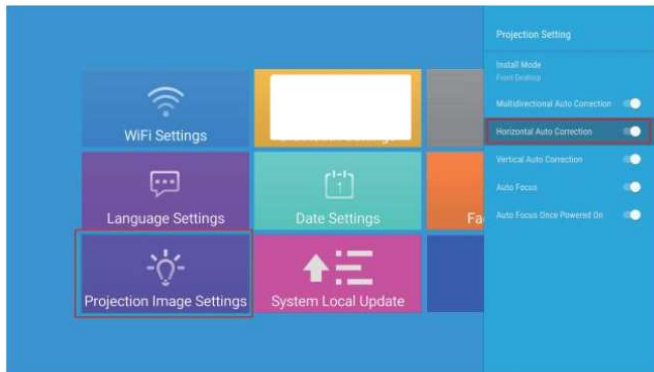 WiFi Settings
Language Settings
Date Settings
Fa
Projection Image Settings
System Local Update
Projection Setting
Install Mode
Front Desktop
Multidirectional Auto Correction
Horizontal Auto Correction
Vertical Auto Correction
Auto Focus
Auto Focus Once Powered On